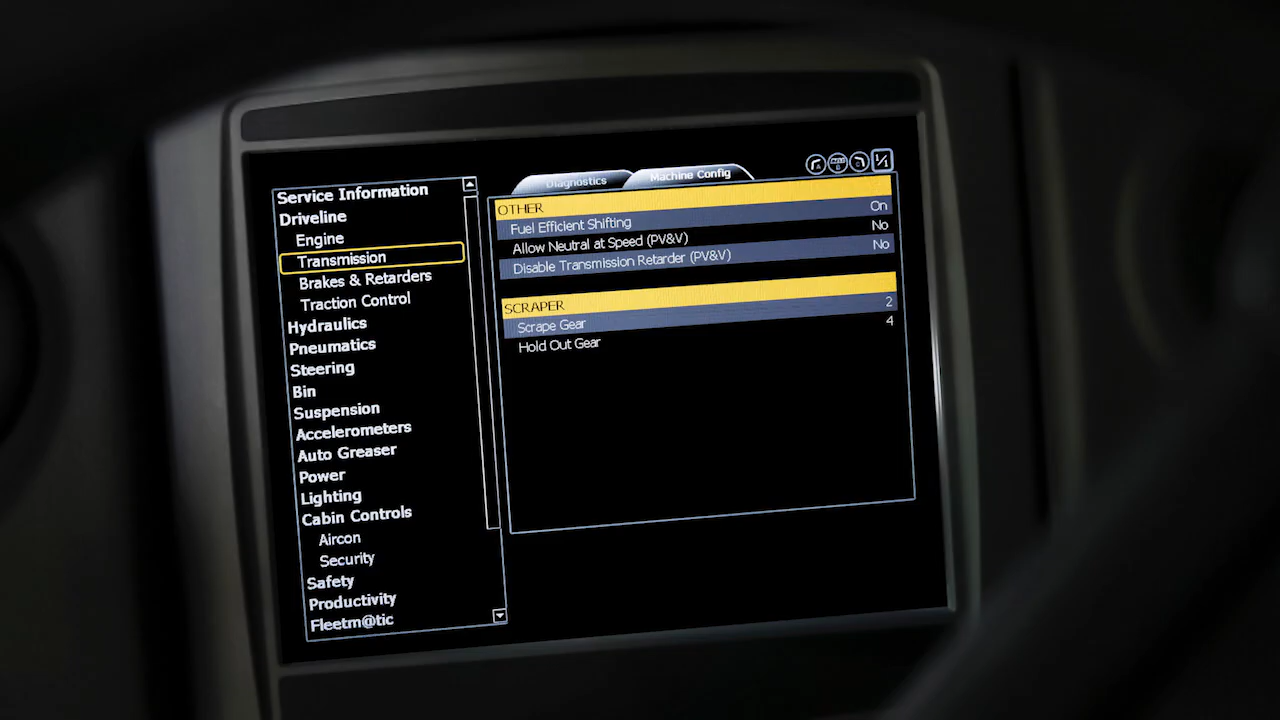 Service Information
Driveline
Engine
Transmission
Brakes & Retarders
Traction Control
Hydraulics
Pneumatics
Steering
Bin
Suspension
Accelerometers
Auto Greaser
Power
Lighting
Cabin Controls
Aircon
Security
Safety
Productivity
Fleetm@tic
Diagnostics
Machine Config
1/1
OTHER
Fuel Efficient Shifting On
Allow Neutral at Speed (PV&V) No
Disable Transmission Retarder (PV&V) No
SCRAPER
Scrape Gear 2
Hold Out Gear 4